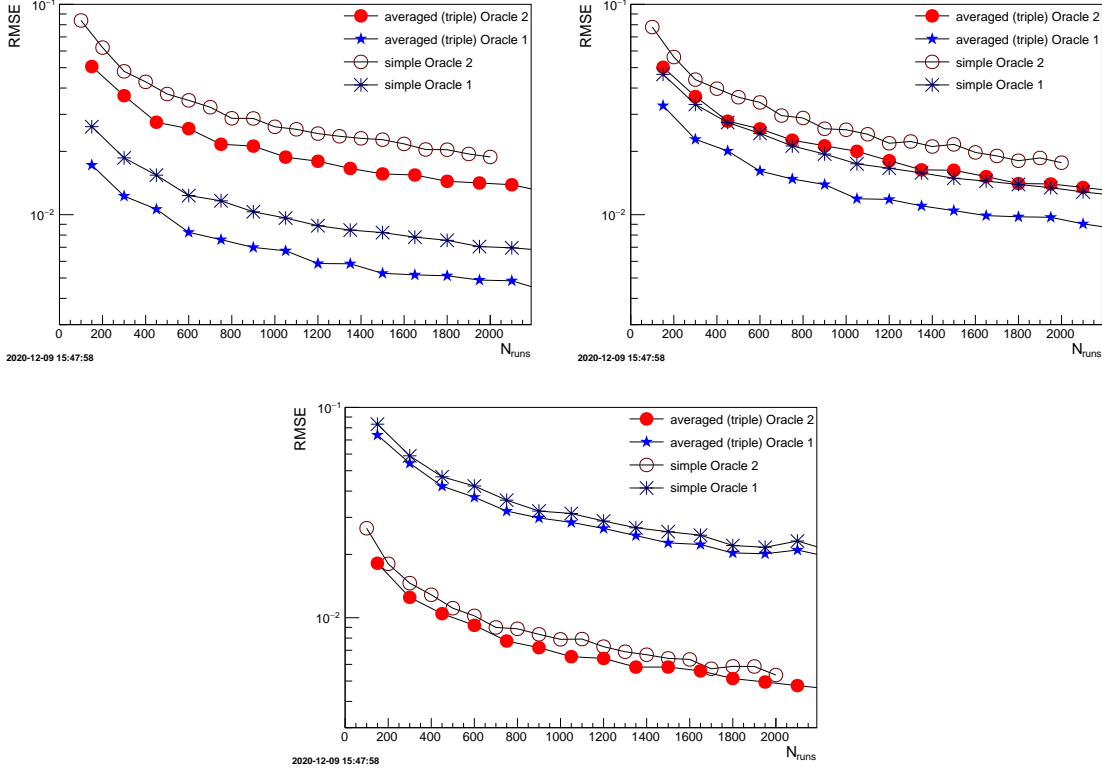 RMSE
10⁻¹
10⁻²
averaged (triple) Oracle 2
averaged (triple) Oracle 1
simple Oracle 2
simple Oracle 1
0 200 400 600 800 1000 1200 1400 1600 1800 2000
N_runs
2020-12-09 15:47:58
RMSE
10⁻¹
10⁻²
averaged (triple) Oracle 2
averaged (triple) Oracle 1
simple Oracle 2
simple Oracle 1
0 200 400 600 800 1000 1200 1400 1600 1800 2000
N_runs
2020-12-09 15:47:58
RMSE
10⁻¹
10⁻²
averaged (triple) Oracle 2
averaged (triple) Oracle 1
simple Oracle 2
simple Oracle 1
0 200 400 600 800 1000 1200 1400 1600 1800 2000
N_runs
2020-12-09 15:47:58